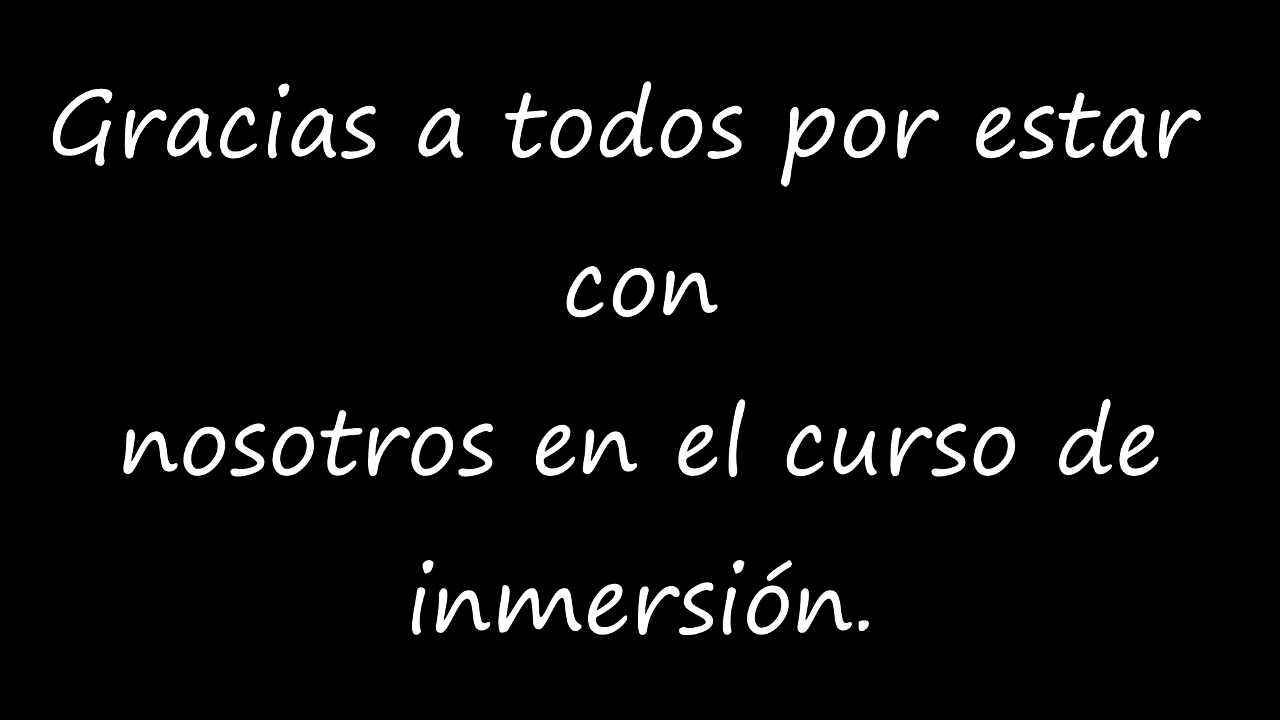 Gracias a todos por estar
con
nosotros en el curso de
inmersión.